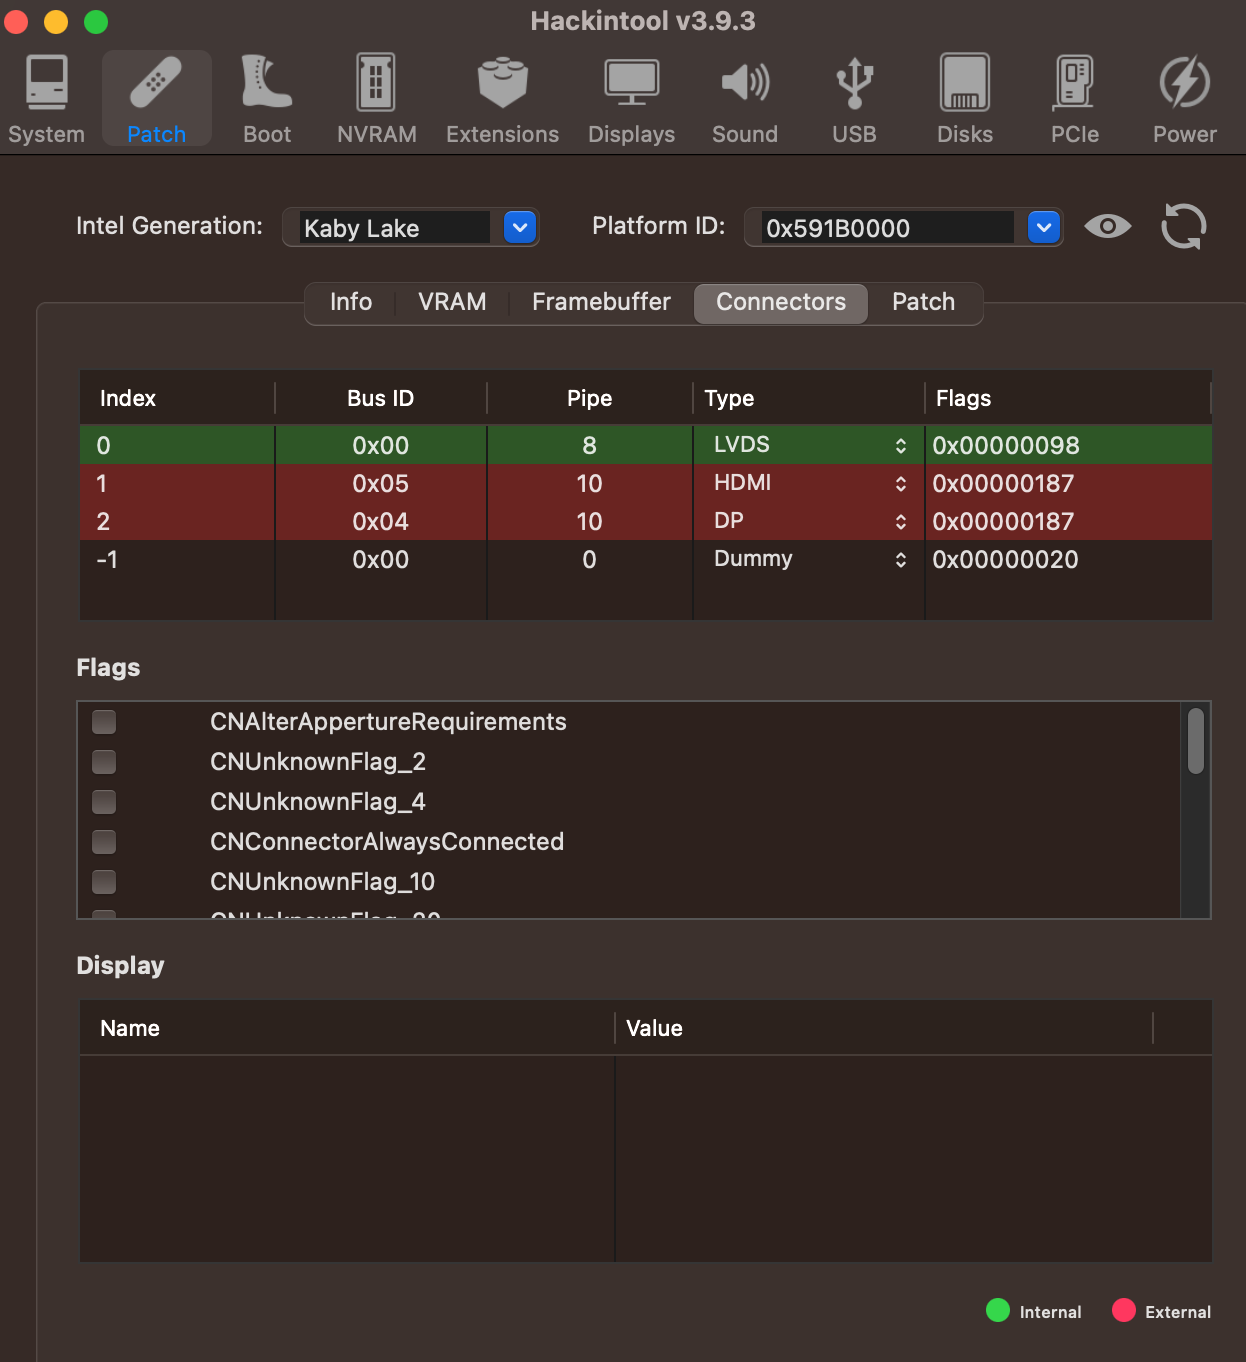 Hackintool v3.9.3
System Patch Boot NVRAM Extensions Displays Sound USB Disks PCIe Power
Intel Generation: Kaby Lake Platform ID: 0x591B0000
Info VRAM Framebuffer Connectors Patch
Index Bus ID Pipe Type Flags
0 0x00 8 LVDS 0x00000098
1 0x05 10 HDMI 0x00000187
2 0x04 10 DP 0x00000187
-1 0x00 0 Dummy 0x00000020
Flags
CNAlterAppertureRequirements
CNUnknownFlag_2
CNUnknownFlag_4
CNConnectorAlwaysConnected
CNUnknownFlag_10
Display
Name Value
Internal External